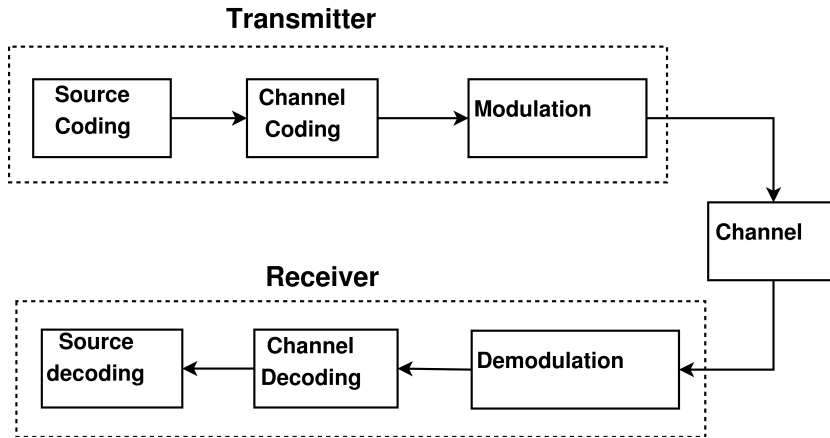 Transmitter
Source
Coding
Channel
Coding
Modulation
Channel
Receiver
Source
decoding
Channel
Decoding
Demodulation